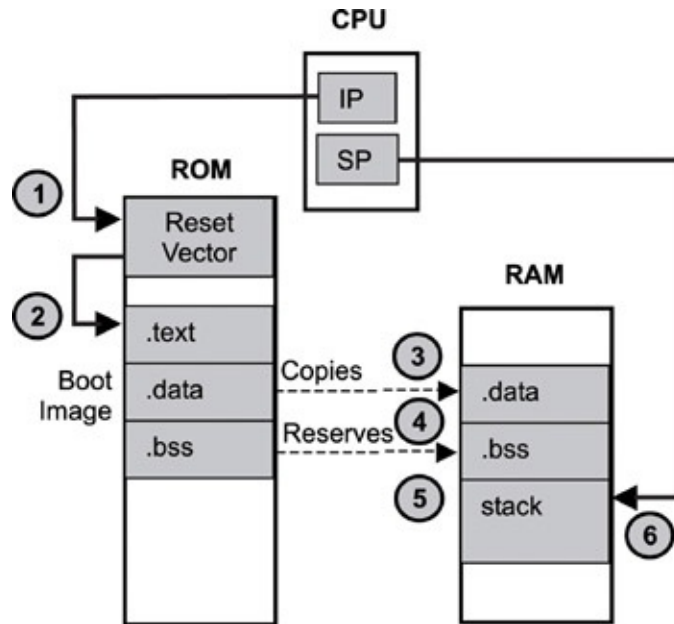 CPU
IP
SP
ROM
1
Reset
Vector
RAM
2
.text
3
Boot
Image
.data
Copies
.data
4
.bss
Reserves
.bss
5
stack
6